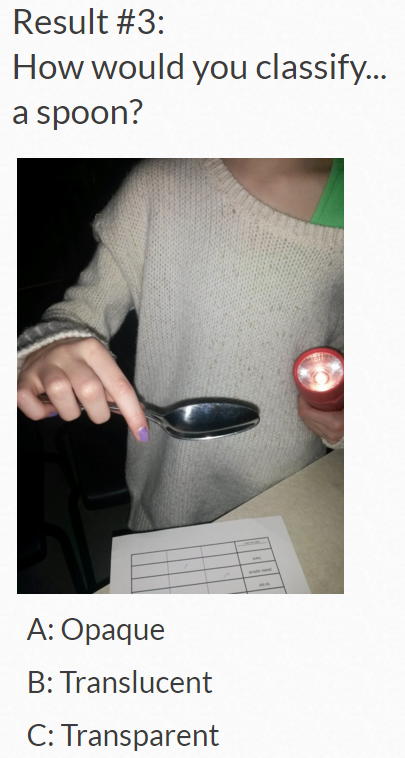 Result #3:
How would you classify...
a spoon?
A: Opaque
B: Translucent
C: Transparent